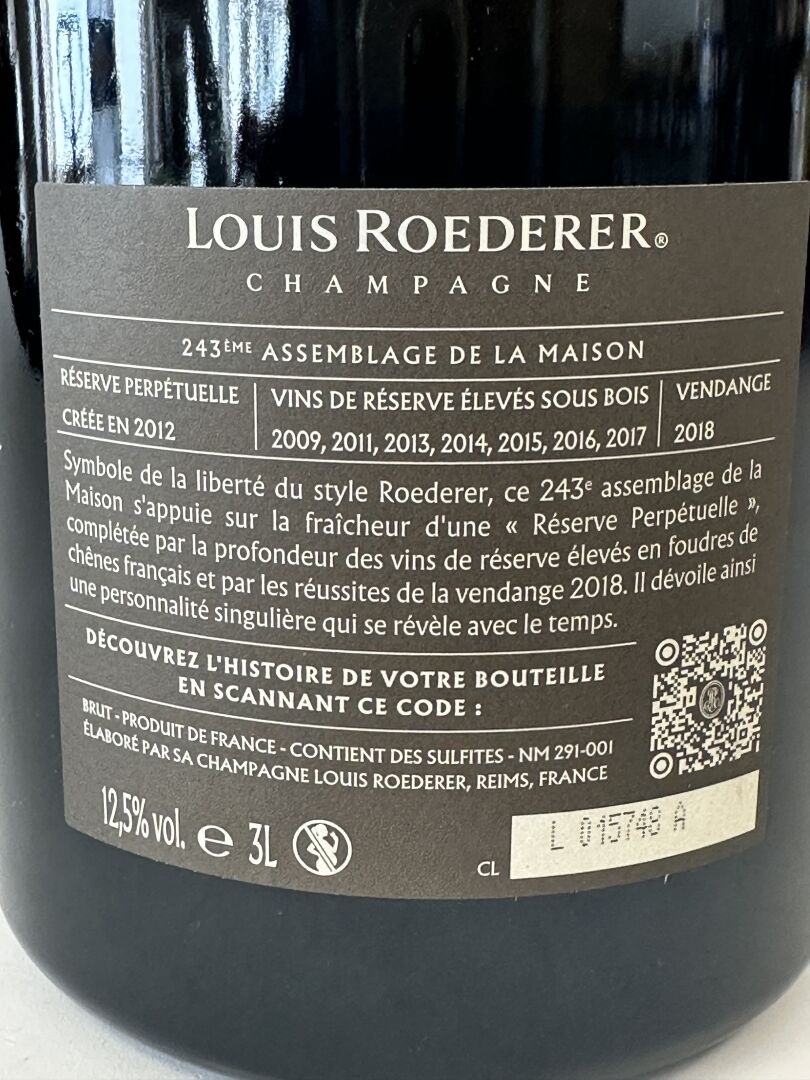 LOUIS ROEDERER®
CHAMPAGNE
243ÈME ASSEMBLAGE DE LA MAISON
RÉSERVE PERPÉTUELLE
CRÉÉE EN 2012
VINS DE RÉSERVE ÉLEVÉS SOUS BOIS
2009, 2011, 2013, 2014, 2015, 2016, 2017
VENDANGE
2018
Symbole de la liberté du style Roederer, ce 243e assemblage de la
Maison s'appuie sur la fraîcheur d'une « Réserve Perpétuelle »,
complétée par la profondeur des vins de réserve élevés en foudres de
chênes français et par les réussites de la vendange 2018. Il dévoile ainsi
une personnalité singulière qui se révèle avec le temps.
DÉCOUVREZ L'HISTOIRE DE VOTRE BOUTEILLE
EN SCANNANT CE CODE :
BRUT - PRODUIT DE FRANCE - CONTIENT DES SULFITES - NM 291-001
ÉLABORÉ PAR SA CHAMPAGNE LOUIS ROEDERER, REIMS, FRANCE
12,5% vol. e 3L
CL
L 015748 A